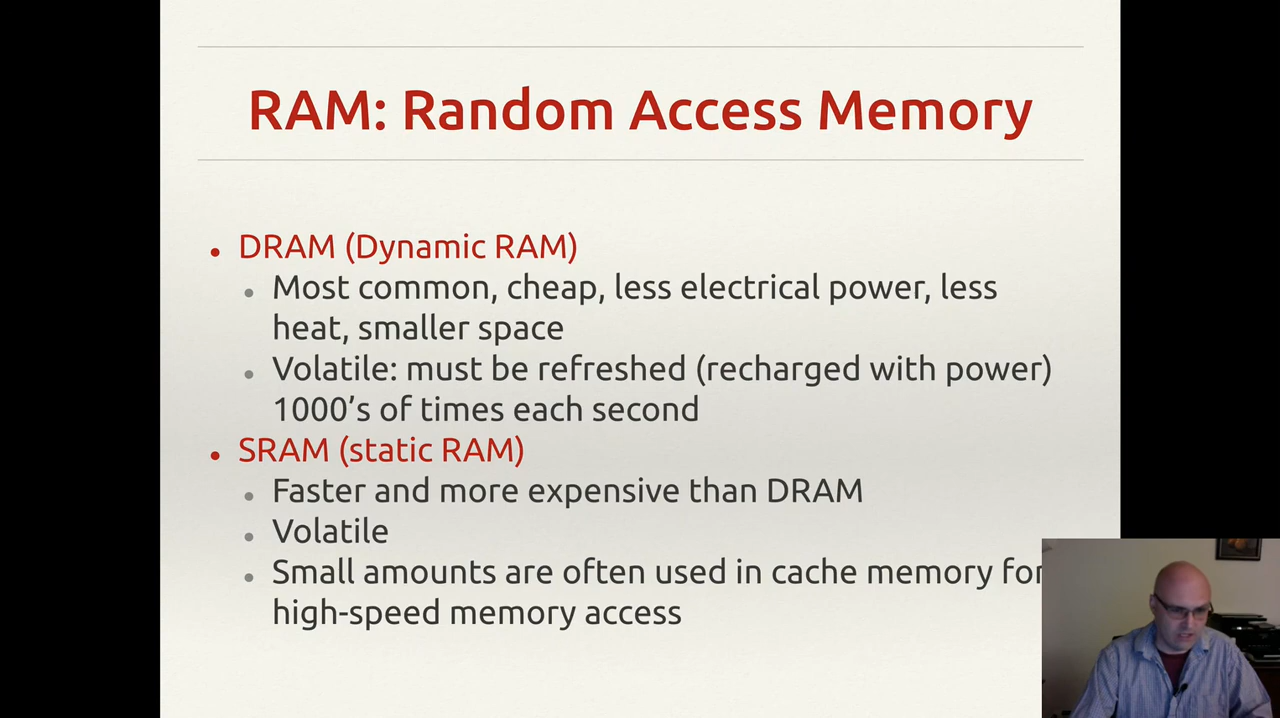 RAM: Random Access Memory
• DRAM (Dynamic RAM)
• Most common, cheap, less electrical power, less
heat, smaller space
• Volatile: must be refreshed (recharged with power)
1000’s of times each second
• SRAM (static RAM)
• Faster and more expensive than DRAM
• Volatile
• Small amounts are often used in cache memory for
high-speed memory access